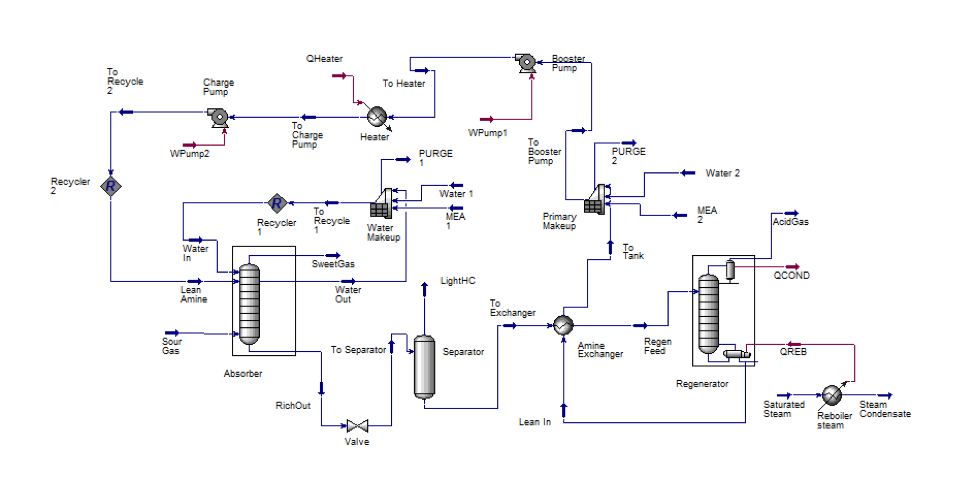 QHeater
Booster
Pump
To
Recycle
2
Charge
Pump
To Heater
To
Charge
Pump
Heater
WPump1
WPump2
To
Booster
Pump
PURGE
1
PURGE
2
Water 1
Water 2
Recycler
2
R
R
Recycler
1
To
Recycle
1
Water
Makeup
MEA
1
Primary
Makeup
MEA
2
AcidGas
Water
In
SweetGas
To
Tank
QCOND
Lean
Amine
Water
Out
LightHC
To
Exchanger
Sour
Gas
To Separator
Separator
Amine
Exchanger
Regen
Feed
QREB
Absorber
Regenerator
RichOut
Valve
Lean In
Saturated
Steam
Reboiler
steam
Steam
Condensate